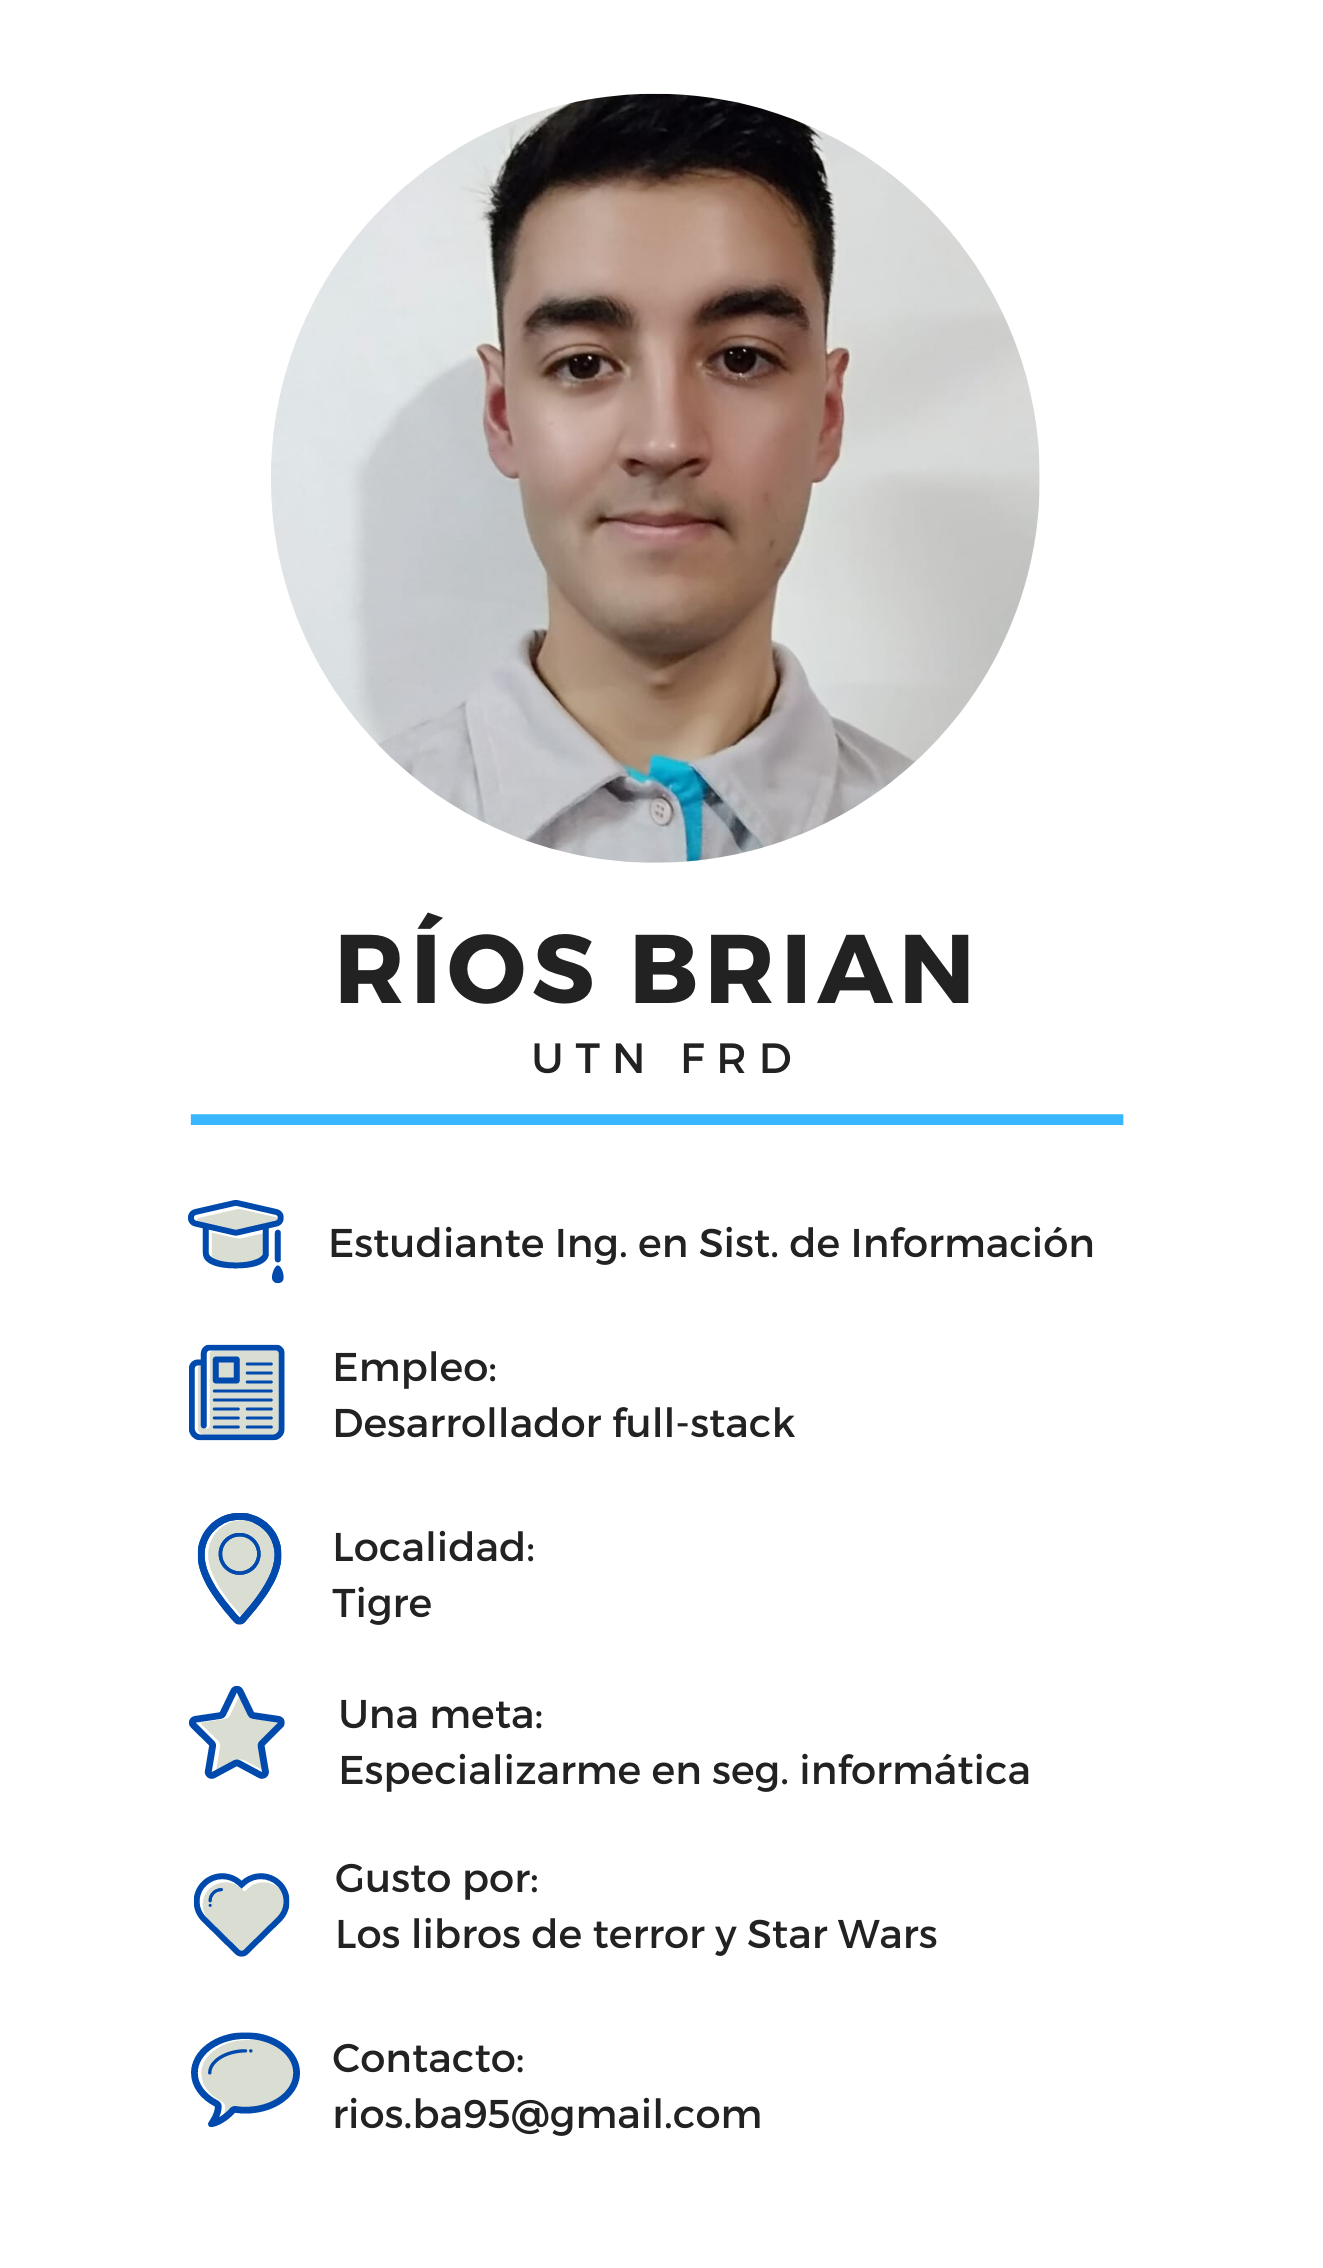 RÍOS BRIAN
UTN FRD
Estudiante Ing. en Sist. de Información
Empleo:
Desarrollador full-stack
Localidad:
Tigre
Una meta:
Especializarme en seg. informática
Gusto por:
Los libros de terror y Star Wars
Contacto:
rios.ba95@gmail.com